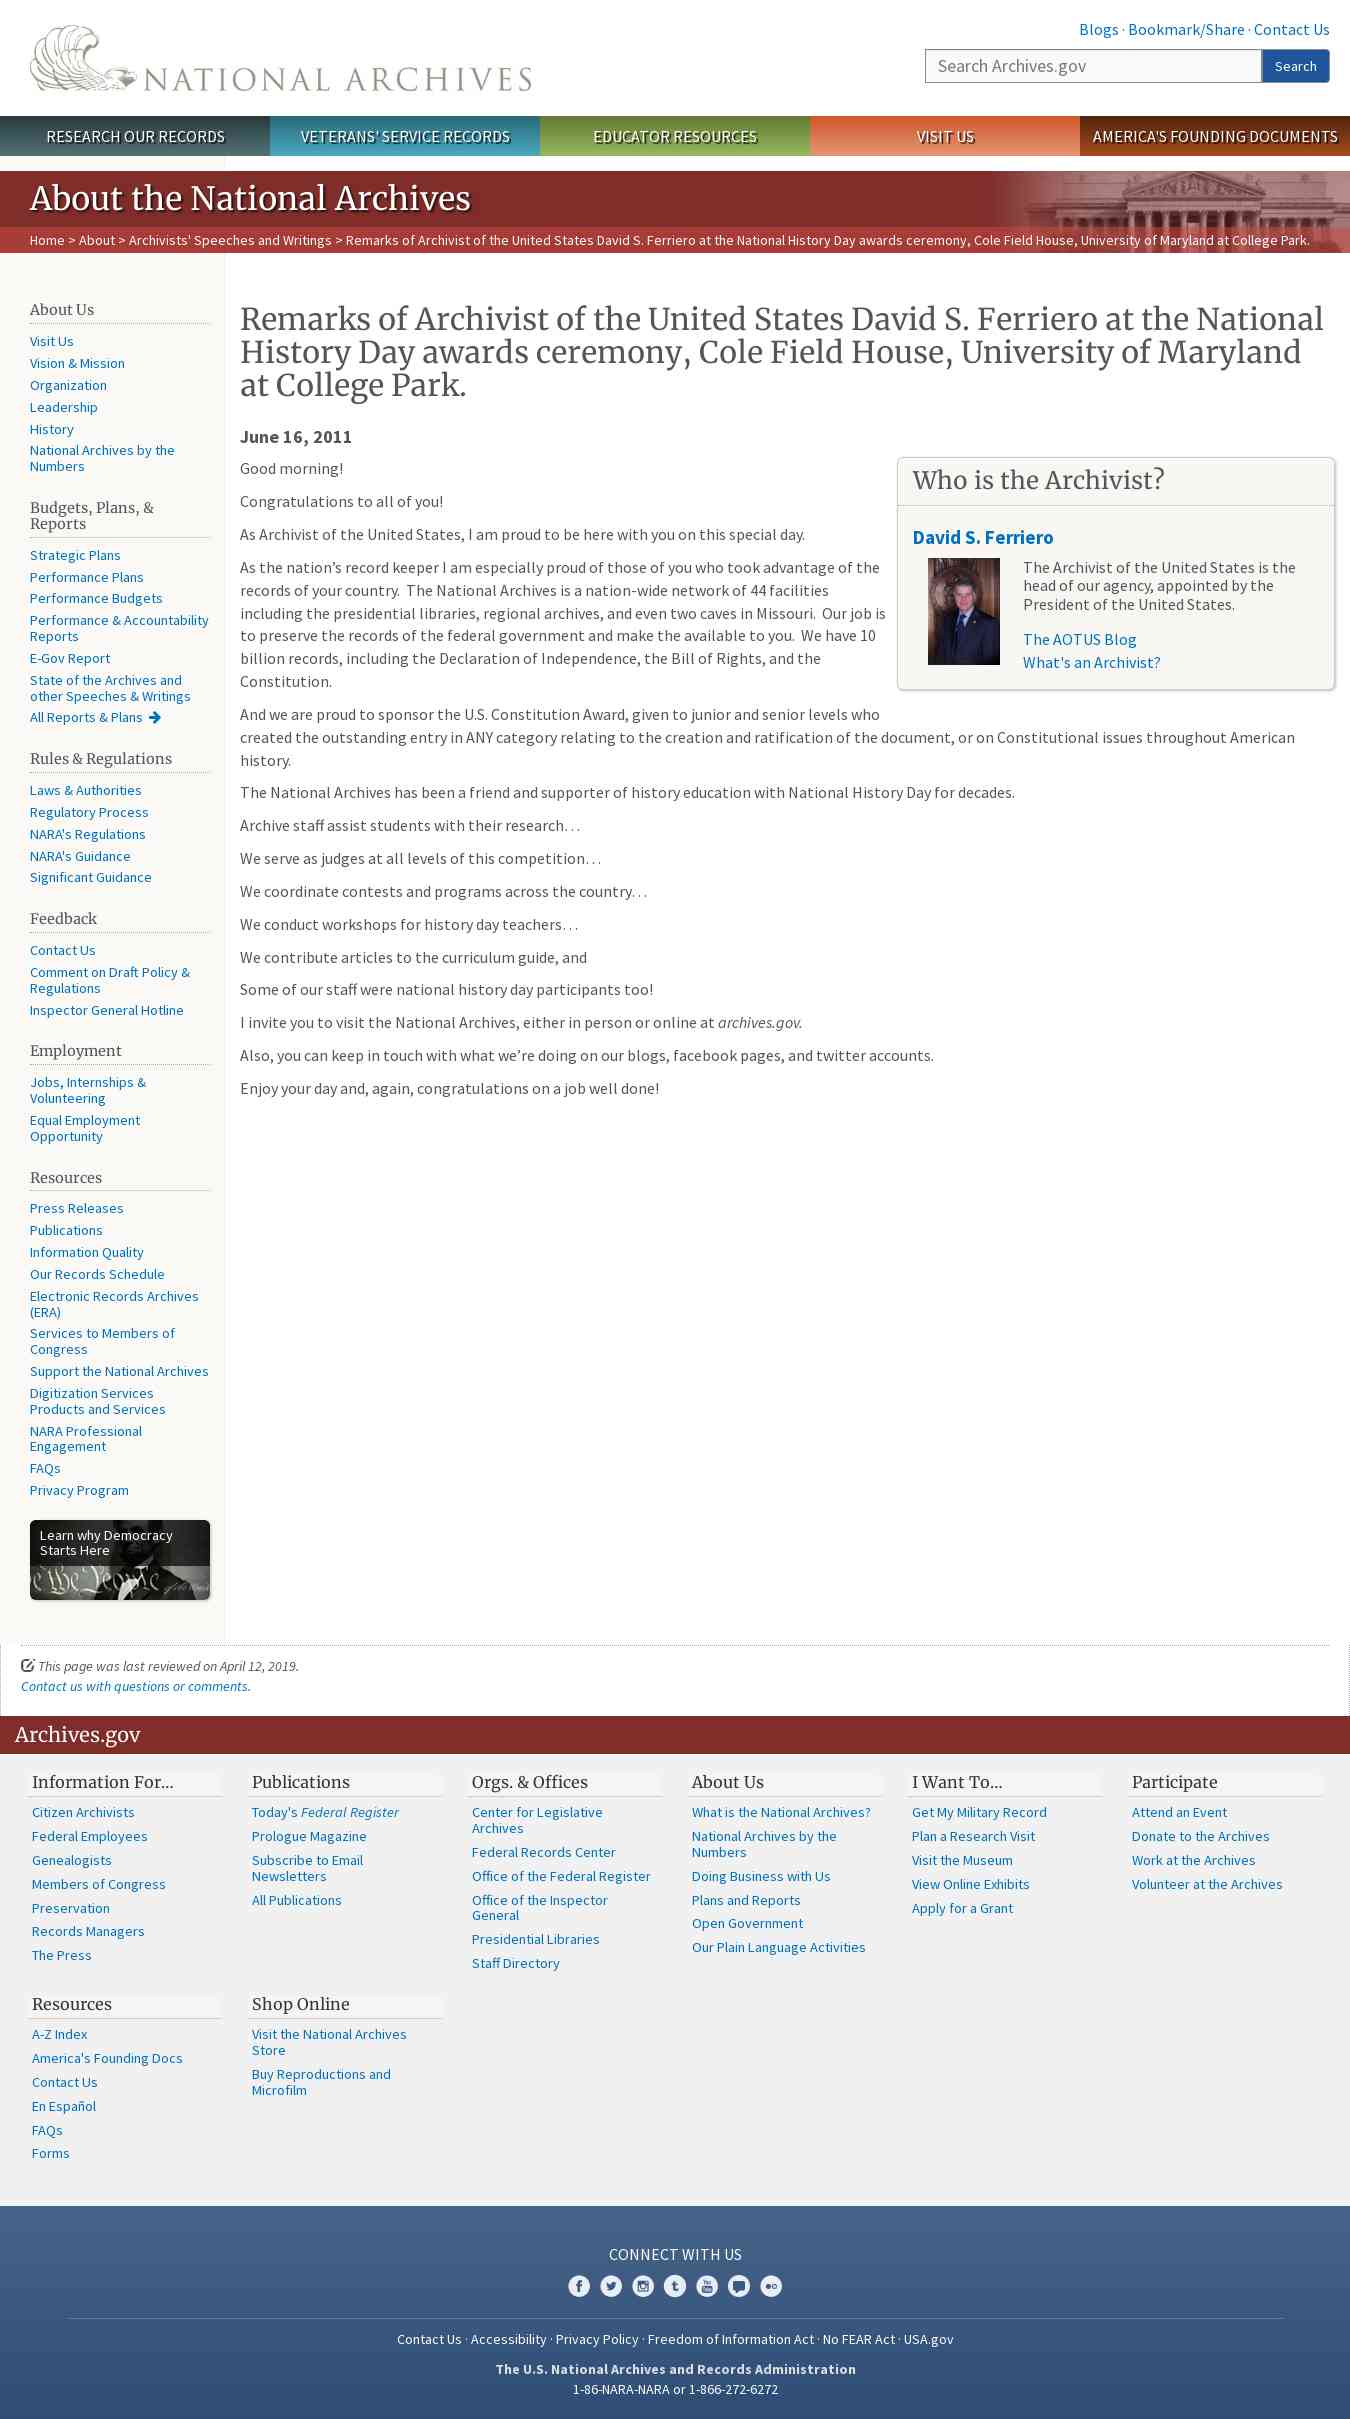 NATIONAL ARCHIVES
Blogs · Bookmark/Share · Contact Us
Search Archives.gov
Search
RESEARCH OUR RECORDS
VETERANS' SERVICE RECORDS
EDUCATOR RESOURCES
VISIT US
AMERICA'S FOUNDING DOCUMENTS
About the National Archives
Home > About > Archivists' Speeches and Writings > Remarks of Archivist of the United States David S. Ferriero at the National History Day awards ceremony, Cole Field House, University of Maryland at College Park.
About Us
Visit Us
Vision & Mission
Organization
Leadership
History
National Archives by the
Numbers
Budgets, Plans, &
Reports
Strategic Plans
Performance Plans
Performance Budgets
Performance & Accountability
Reports
E-Gov Report
State of the Archives and
other Speeches & Writings
All Reports & Plans
Rules & Regulations
Laws & Authorities
Regulatory Process
NARA's Regulations
NARA's Guidance
Significant Guidance
Feedback
Contact Us
Comment on Draft Policy &
Regulations
Inspector General Hotline
Employment
Jobs, Internships &
Volunteering
Equal Employment
Opportunity
Resources
Press Releases
Publications
Information Quality
Our Records Schedule
Electronic Records Archives
(ERA)
Services to Members of
Congress
Support the National Archives
Digitization Services
Products and Services
NARA Professional
Engagement
FAQs
Privacy Program
Learn why Democracy
Starts Here
e the People
Remarks of Archivist of the United States David S. Ferriero at the National
History Day awards ceremony, Cole Field House, University of Maryland
at College Park.
June 16, 2011
Good morning!
Congratulations to all of you!
As Archivist of the United States, I am proud to be here with you on this special day.
As the nation’s record keeper I am especially proud of those of you who took advantage of the
records of your country.  The National Archives is a nation-wide network of 44 facilities
including the presidential libraries, regional archives, and even two caves in Missouri.  Our job is
to preserve the records of the federal government and make the available to you.  We have 10
billion records, including the Declaration of Independence, the Bill of Rights, and the
Constitution.
And we are proud to sponsor the U.S. Constitution Award, given to junior and senior levels who
created the outstanding entry in ANY category relating to the creation and ratification of the document, or on Constitutional issues throughout American
history.
The National Archives has been a friend and supporter of history education with National History Day for decades.
Archive staff assist students with their research…
We serve as judges at all levels of this competition…
We coordinate contests and programs across the country…
We conduct workshops for history day teachers…
We contribute articles to the curriculum guide, and
Some of our staff were national history day participants too!
I invite you to visit the National Archives, either in person or online at archives.gov.
Also, you can keep in touch with what we’re doing on our blogs, facebook pages, and twitter accounts.
Enjoy your day and, again, congratulations on a job well done!
Who is the Archivist?
David S. Ferriero
The Archivist of the United States is the
head of our agency, appointed by the
President of the United States.
The AOTUS Blog
What's an Archivist?
This page was last reviewed on April 12, 2019.
Contact us with questions or comments.
Archives.gov
Information For…
Citizen Archivists
Federal Employees
Genealogists
Members of Congress
Preservation
Records Managers
The Press
Publications
Today's Federal Register
Prologue Magazine
Subscribe to Email
Newsletters
All Publications
Orgs. & Offices
Center for Legislative
Archives
Federal Records Center
Office of the Federal Register
Office of the Inspector
General
Presidential Libraries
Staff Directory
About Us
What is the National Archives?
National Archives by the
Numbers
Doing Business with Us
Plans and Reports
Open Government
Our Plain Language Activities
I Want To…
Get My Military Record
Plan a Research Visit
Visit the Museum
View Online Exhibits
Apply for a Grant
Participate
Attend an Event
Donate to the Archives
Work at the Archives
Volunteer at the Archives
Resources
A-Z Index
America's Founding Docs
Contact Us
En Español
FAQs
Forms
Shop Online
Visit the National Archives
Store
Buy Reproductions and
Microfilm
CONNECT WITH US
Contact Us · Accessibility · Privacy Policy · Freedom of Information Act · No FEAR Act · USA.gov
The U.S. National Archives and Records Administration
1-86-NARA-NARA or 1-866-272-6272